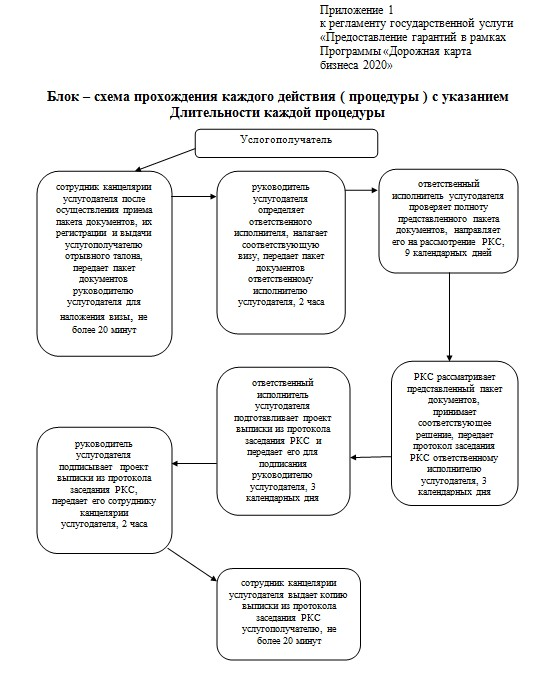 Приложение 1
к регламенту государственной услуги
«Предоставление гарантий в рамках
Программы «Дорожная карта
бизнеса 2020»
Блок – схема прохождения каждого действия ( процедуры ) с указанием
Длительности каждой процедуры
Услогополучатель
сотрудник канцелярии
услугодателя после
осуществления приема
пакета документов, их
регистрации и выдачи
услугополучателю
отрывного талона,
передает пакет
документов
руководителю
услугодателя для
наложения визы, не
более 20 минут
руководитель
услугодателя
определяет
ответственного
исполнителя, налагает
соответствующую
визу, передает пакет
документов
ответственному
исполнителю
услугодателя, 2 часа
ответственный
исполнитель услугодателя
проверяет полноту
представленного пакета
документов, направляет
его на рассмотрение РКС,
9 календарных дней
РКС рассматривает
представленный пакет
документов,
принимает
соответствующее
решение, передает
протокол заседания
РКС ответственному
исполнителю
услугодателя, 3
календарных дня
ответственный
исполнитель
услугодателя
подготавливает проект
выписки из протокола
заседания РКС и
передает его для
подписания
руководителю
услугодателя, 3
календарных дня
руководитель
услугодателя
подписывает проект
выписки из протокола
заседания РКС,
передает его сотруднику
канцелярии
услугодателя, 2 часа
сотрудник канцелярии
услугодателя выдает копию
выписки из протокола
заседания РКС
услугополучателю, не
более 20 минут